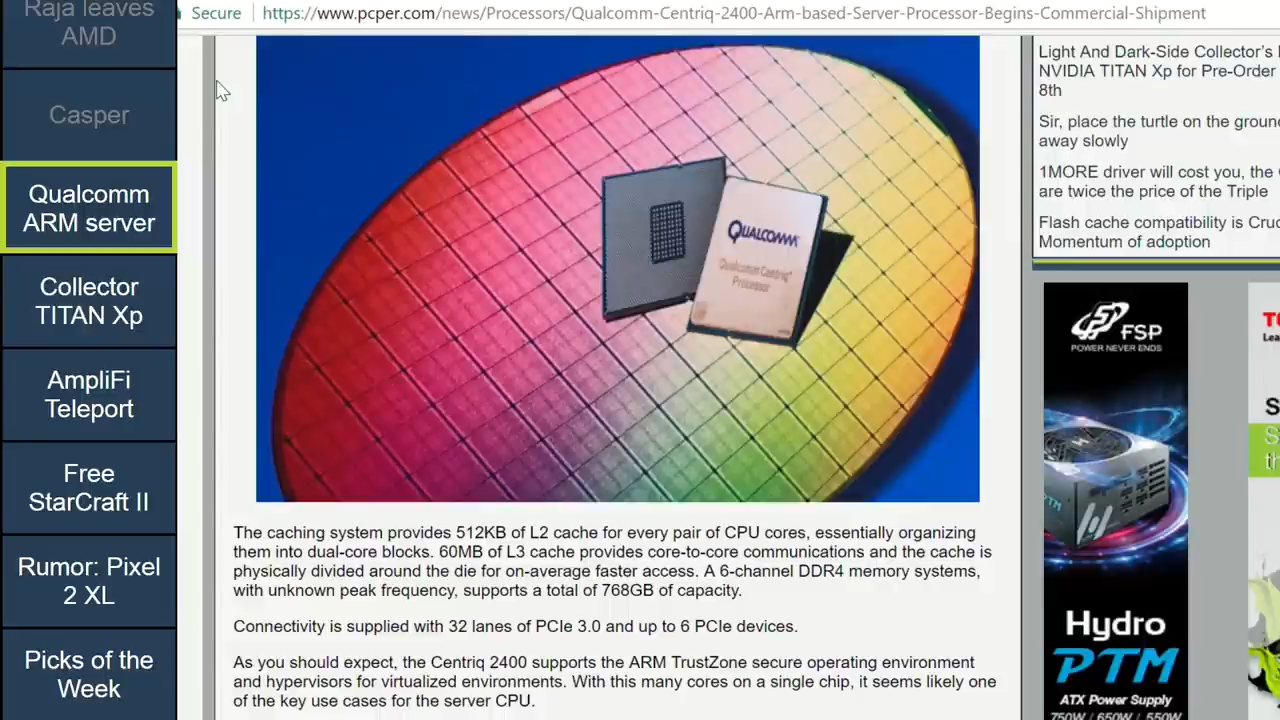 Raja leaves
AMD
Casper
Qualcomm
ARM server
Collector
TITAN Xp
AmpliFi
Teleport
Free
StarCraft II
Rumor: Pixel
2 XL
Picks of the
Week
Secure
https://www.pcper.com/news/Processors/Qualcomm-Centriq-2400-Arm-based-Server-Processor-Begins-Commercial-Shipment
QUALCOMM
Qualcomm Centriq
Processor
The caching system provides 512KB of L2 cache for every pair of CPU cores, essentially organizing
them into dual-core blocks. 60MB of L3 cache provides core-to-core communications and the cache is
physically divided around the die for on-average faster access. A 6-channel DDR4 memory systems,
with unknown peak frequency, supports a total of 768GB of capacity.
Connectivity is supplied with 32 lanes of PCIe 3.0 and up to 6 PCIe devices.
As you should expect, the Centriq 2400 supports the ARM TrustZone secure operating environment
and hypervisors for virtualized environments. With this many cores on a single chip, it seems likely one
of the key use cases for the server CPU.
Light And Dark-Side Collector's
NVIDIA TITAN Xp for Pre-Order
8th
Sir, place the turtle on the ground
away slowly
1MORE driver will cost you, the
are twice the price of the Triple
Flash cache compatibility is
Momentum of adoption
FSP
POWER NEVER ENDS
PTM
Hydro
PTM
ATX Power Supply
750W / 650W / 550W